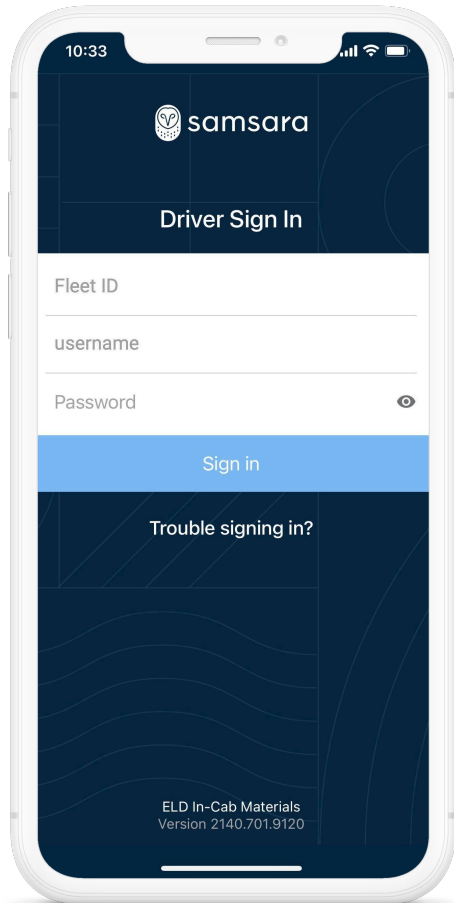 10:33
samsara
Driver Sign In
Fleet ID
username
Password
Sign in
Trouble signing in?
ELD In-Cab Materials
Version 2140.701.9120